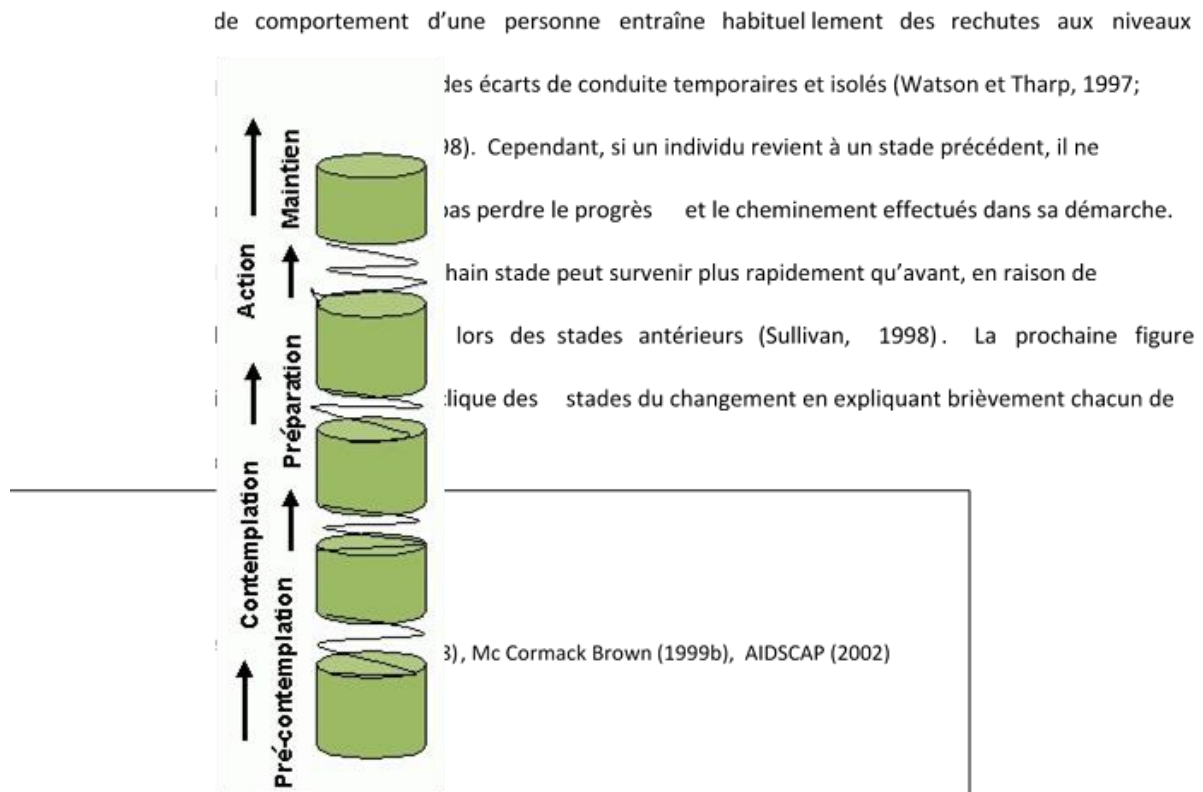 de comportement d'une personne entraîne habituel lement des rechutes aux niveaux
des écarts de conduite temporaires et isolés (Watson et Tharp, 1997;
98). Cependant, si un individu revient à un stade précédent, il ne
pas perdre le progrès et le cheminement effectués dans sa démarche.
hain stade peut survenir plus rapidement qu'avant, en raison de
lors des stades antérieurs (Sullivan, 1998). La prochaine figure
clique des stades du changement en expliquant brièvement chacun de
3), Mc Cormack Brown (1999b), AIDSCAP (2002)
Pré-contemplation
Contemplation
Préparation
Action
Maintien